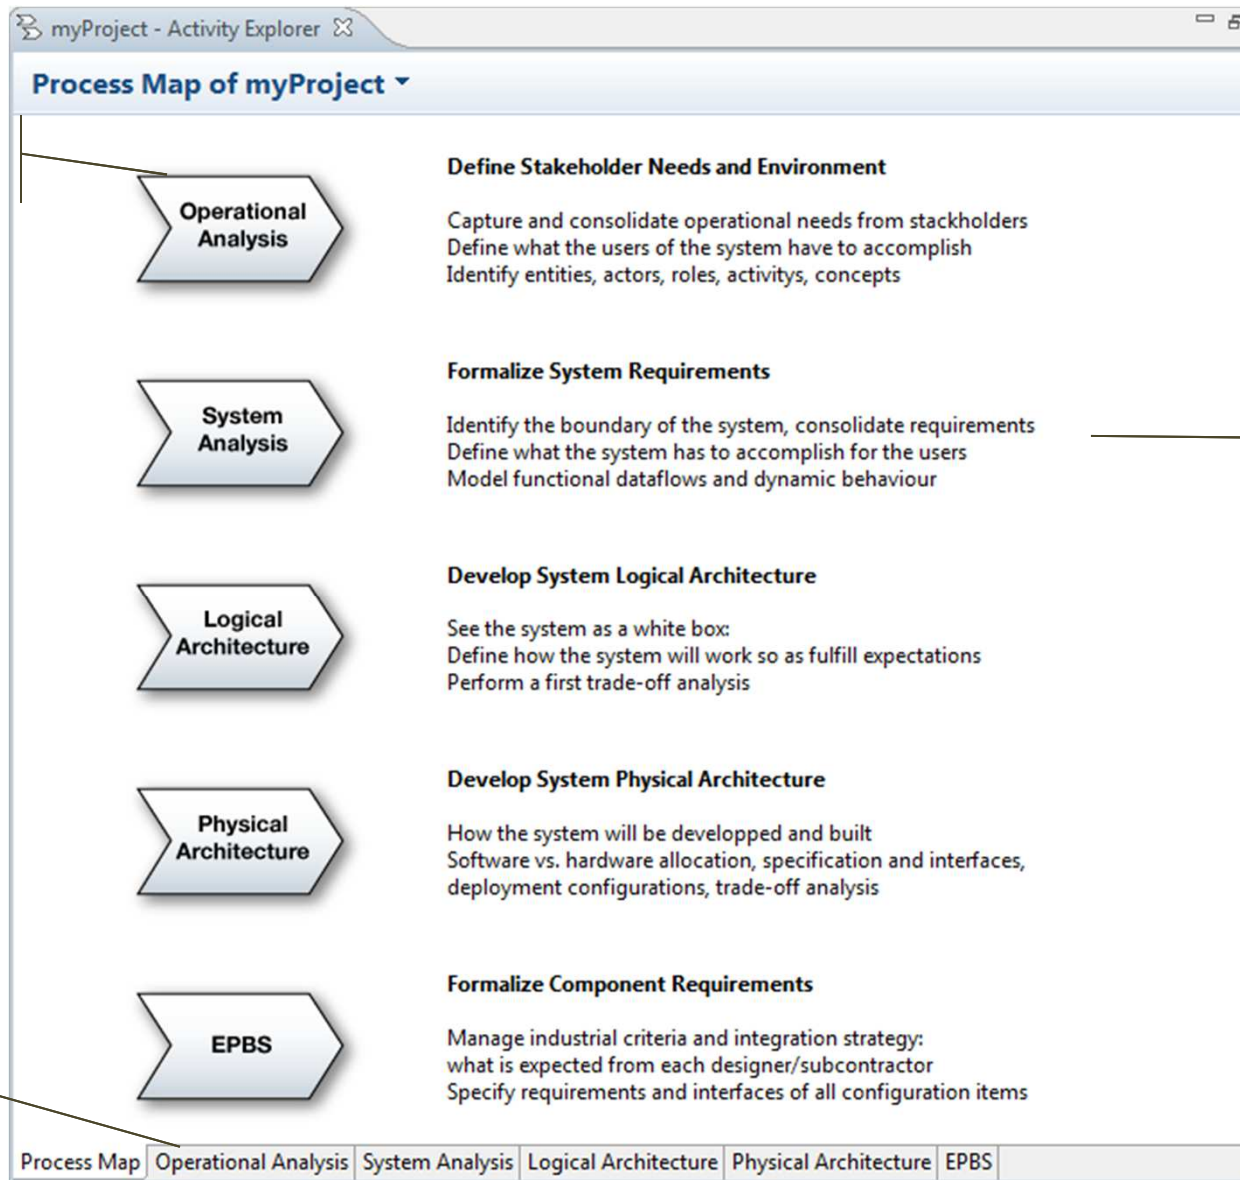 myProject - Activity Explorer
Process Map of myProject
Operational
Analysis
Define Stakeholder Needs and Environment
Capture and consolidate operational needs from stackholders
Define what the users of the system have to accomplish
Identify entities, actors, roles, activitys, concepts
System
Analysis
Formalize System Requirements
Identify the boundary of the system, consolidate requirements
Define what the system has to accomplish for the users
Model functional dataflows and dynamic behaviour
Logical
Architecture
Develop System Logical Architecture
See the system as a white box:
Define how the system will work so as fulfill expectations
Perform a first trade-off analysis
Physical
Architecture
Develop System Physical Architecture
How the system will be developped and built
Software vs. hardware allocation, specification and interfaces,
deployment configurations, trade-off analysis
EPBS
Formalize Component Requirements
Manage industrial criteria and integration strategy:
what is expected from each designer/subcontractor
Specify requirements and interfaces of all configuration items
Process Map Operational Analysis System Analysis Logical Architecture Physical Architecture EPBS